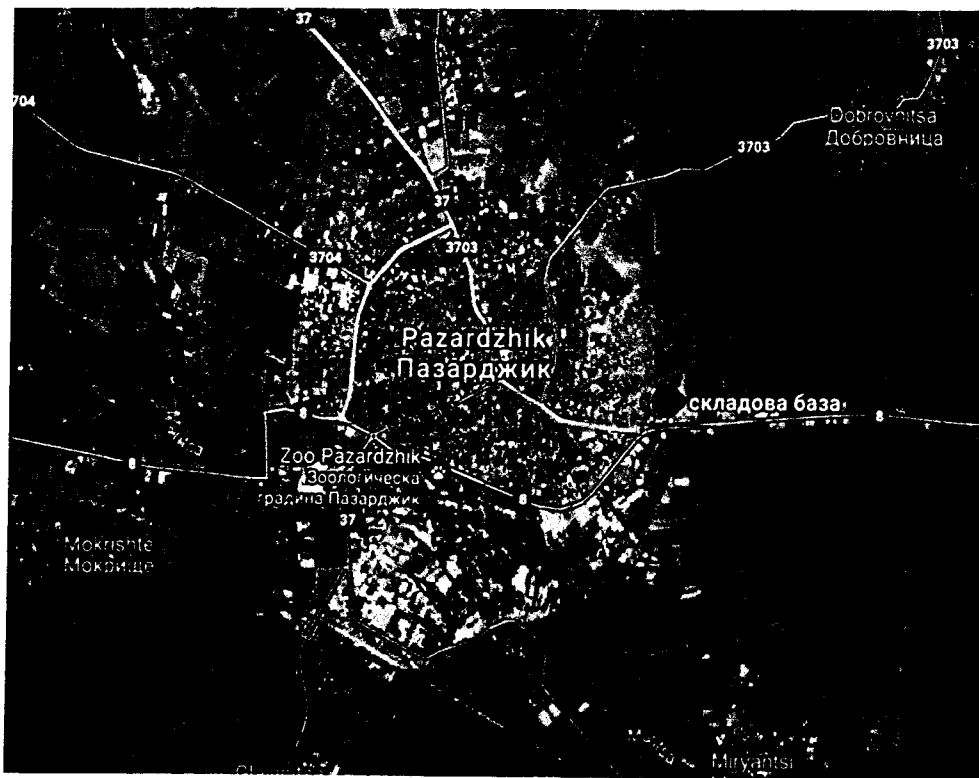 37
3703
3704
Dobrovnitsa
Добровница
3703
37
3703
3704
Pazardzhik
Пазарджик
складова база
8
8
8
Zoo Pazardzhik
Зоологическа
градина Пазарджик
8
37
Mokrishte
Мокрище
Miryantsi